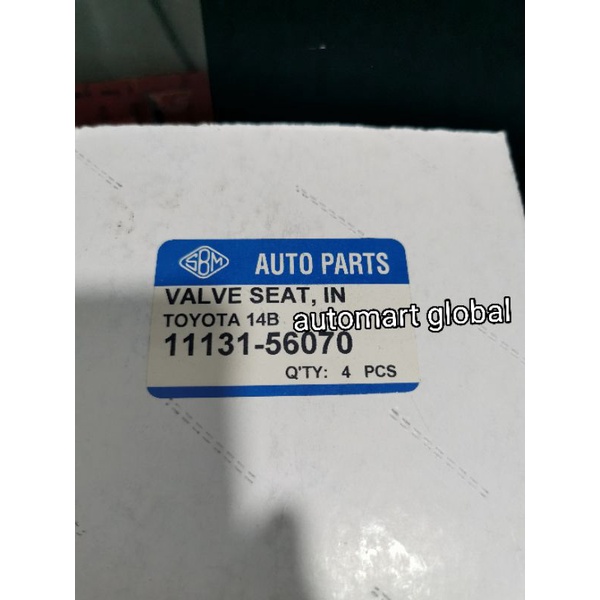 SBM AUTO PARTS
VALVE SEAT, IN
TOYOTA 14B automart global
11131-56070
Q'TY: 4 PCS